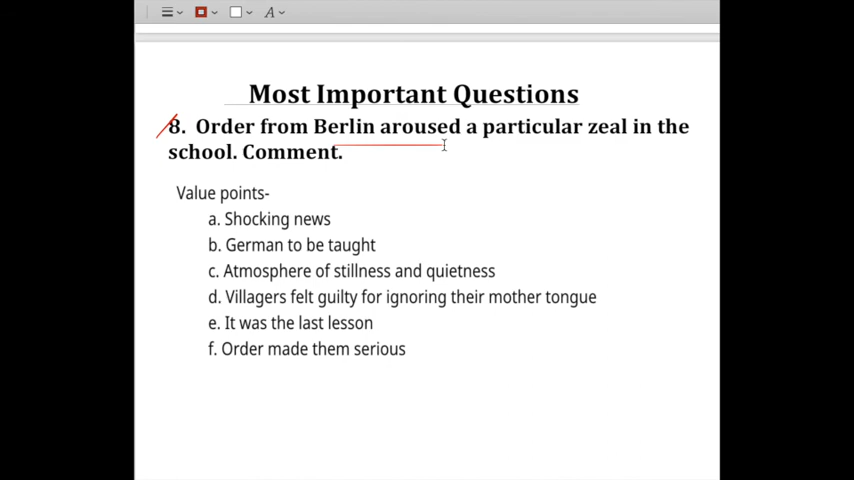 Most Important Questions
8. Order from Berlin aroused a particular zeal in the
school. Comment.
Value points-
a. Shocking news
b. German to be taught
c. Atmosphere of stillness and quietness
d. Villagers felt guilty for ignoring their mother tongue
e. It was the last lesson
f. Order made them serious